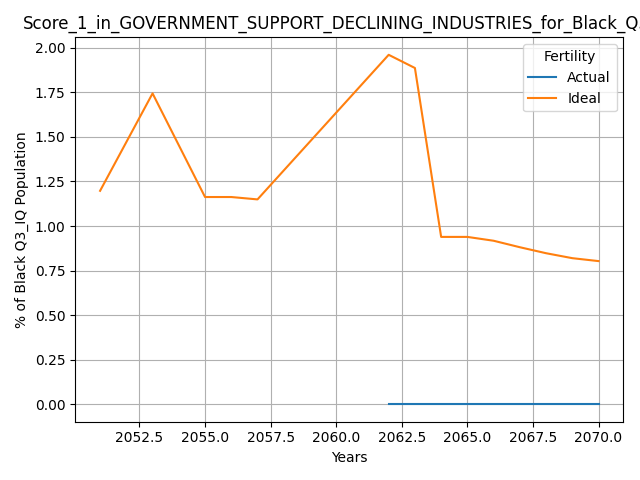 Score_1_in_GOVERNMENT_SUPPORT_DECLINING_INDUSTRIES_for_Black_Q
Fertility
Actual
Ideal
% of Black Q3_IQ Population
2.00
1.75
1.50
1.25
1.00
0.75
0.50
0.25
0.00
2052.5 2055.0 2057.5 2060.0 2062.5 2065.0 2067.5 2070.0
Years